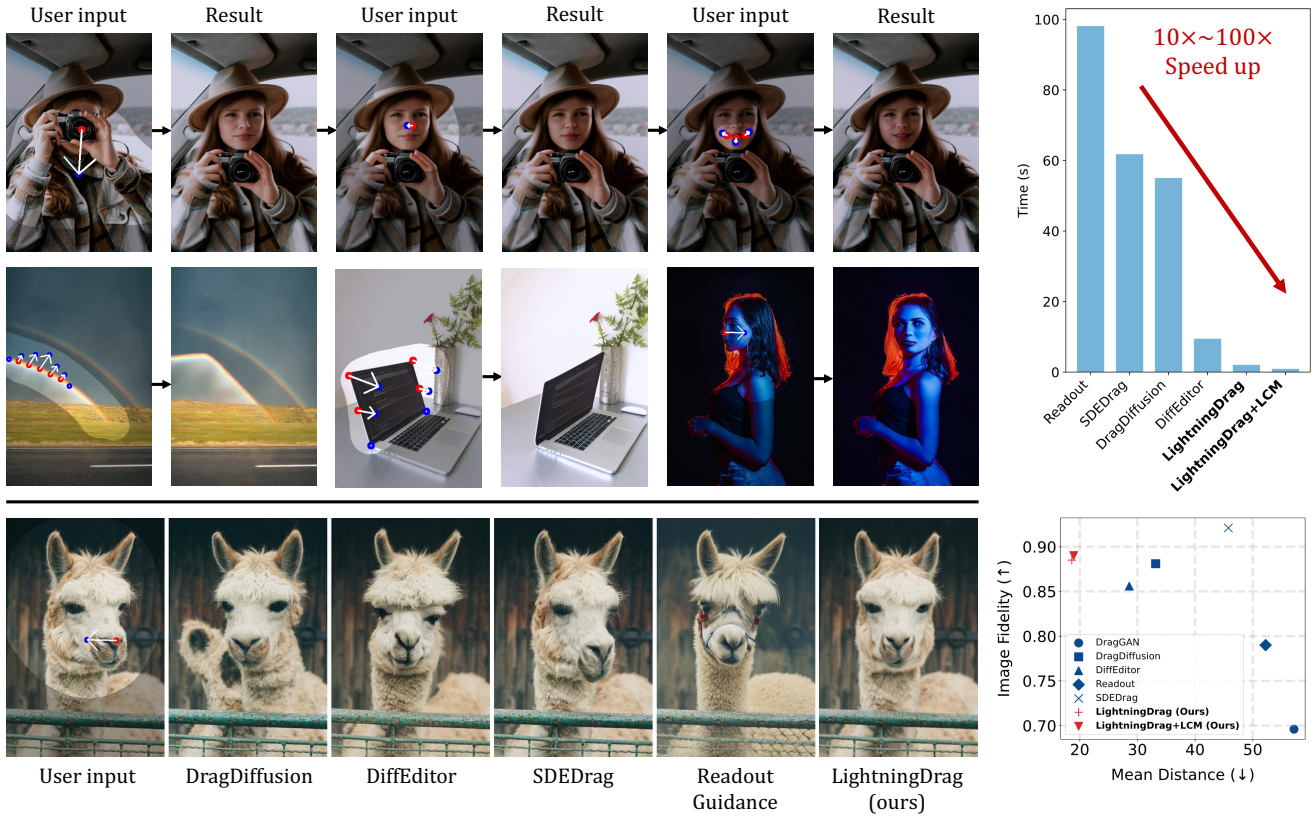 User input
Result
User input
Result
User input
Result
User input
DragDiffusion
DiffEditor
SDEDrag
Readout
Guidance
LightningDrag
(ours)
10×~100×
Speed up
Time (s)
100
80
60
40
20
0
Readout
SDEDrag
DragDiffusion
DiffEditor
LightningDrag
LightningDrag+LCM
Image Fidelity (↑)
0.90
0.85
0.80
0.75
0.70
DragGAN
DragDiffusion
DiffEditor
Readout
SDEDrag
LightningDrag (Ours)
LightningDrag+LCM (Ours)
20
30
40
50
Mean Distance (↓)